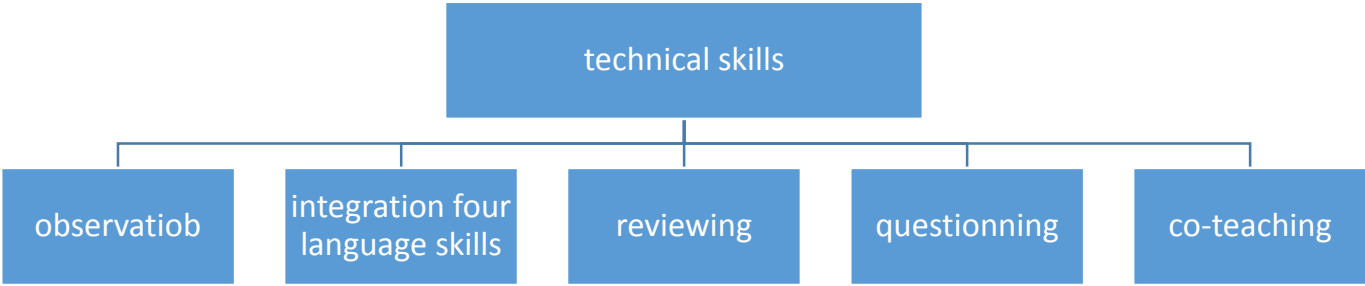 technical skills
observatiob
integration four
language skills
reviewing
questionning
co-teaching